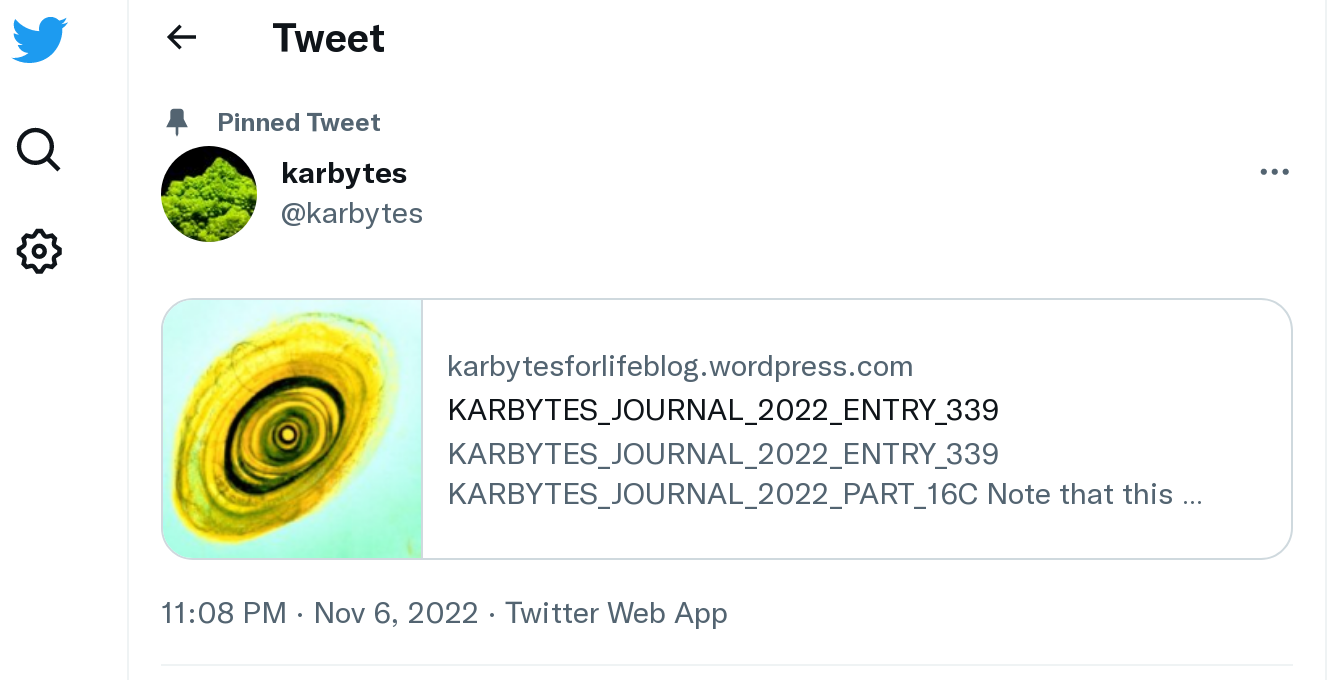 Tweet
Pinned Tweet
karbytes
@karbytes
karbytesforlifeblog.wordpress.com
KARBYTES_JOURNAL_2022_ENTRY_339
KARBYTES_JOURNAL_2022_ENTRY_339
KARBYTES_JOURNAL_2022_PART_16C Note that this ...
11:08 PM · Nov 6, 2022 · Twitter Web App